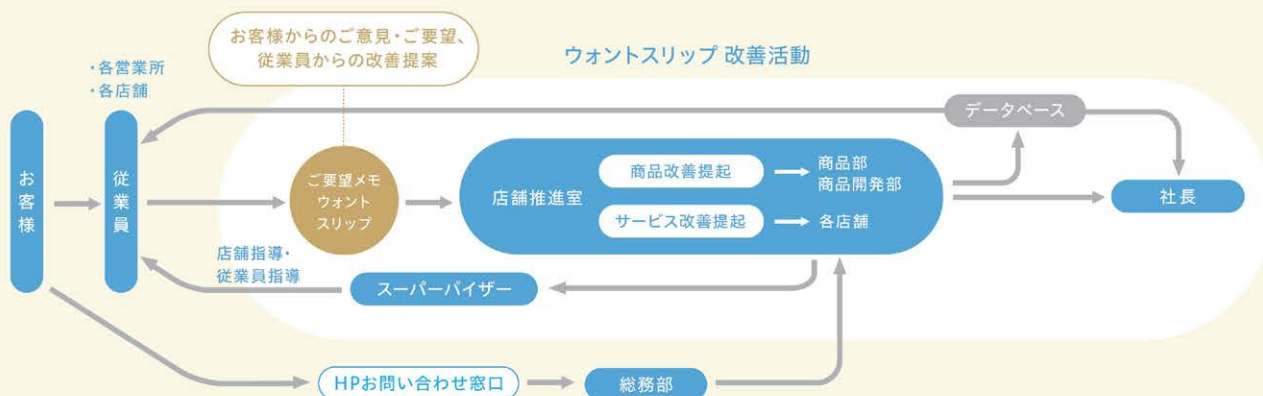 お客様からのご意見・ご要望、
従業員からの改善提案
ウォントスリップ 改善活動
・各営業所
・各店舗
データベース
お客様
従業員
ご要望メモ
ウォント
スリップ
店舗推進室
商品改善提起
商品部
商品開発部
サービス改善提起
各店舗
社長
店舗指導・
従業員指導
スーパーバイザー
HPお問い合わせ窓口
総務部